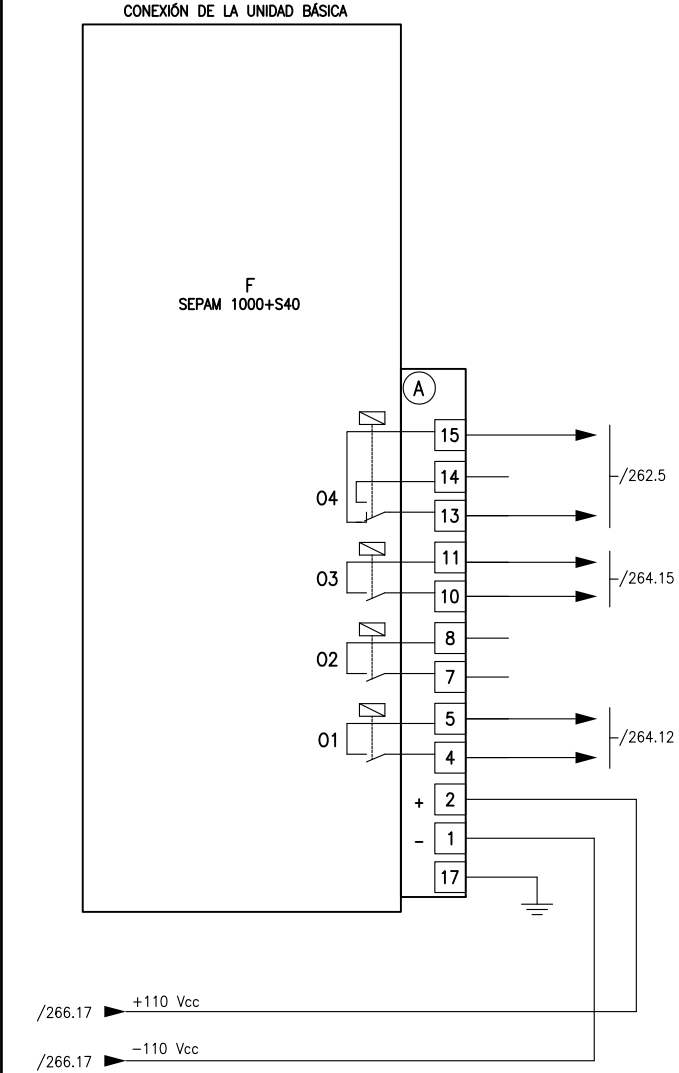 CONEXIÓN DE LA UNIDAD BÁSICA
F
SEPAM 1000+S40
A
15
14
/262.5
O4
13
11
O3
/264.15
10
8
O2
7
5
O1
/264.12
4
+ 2
- 1
17
+110 Vcc
/266.17
-110 Vcc
/266.17